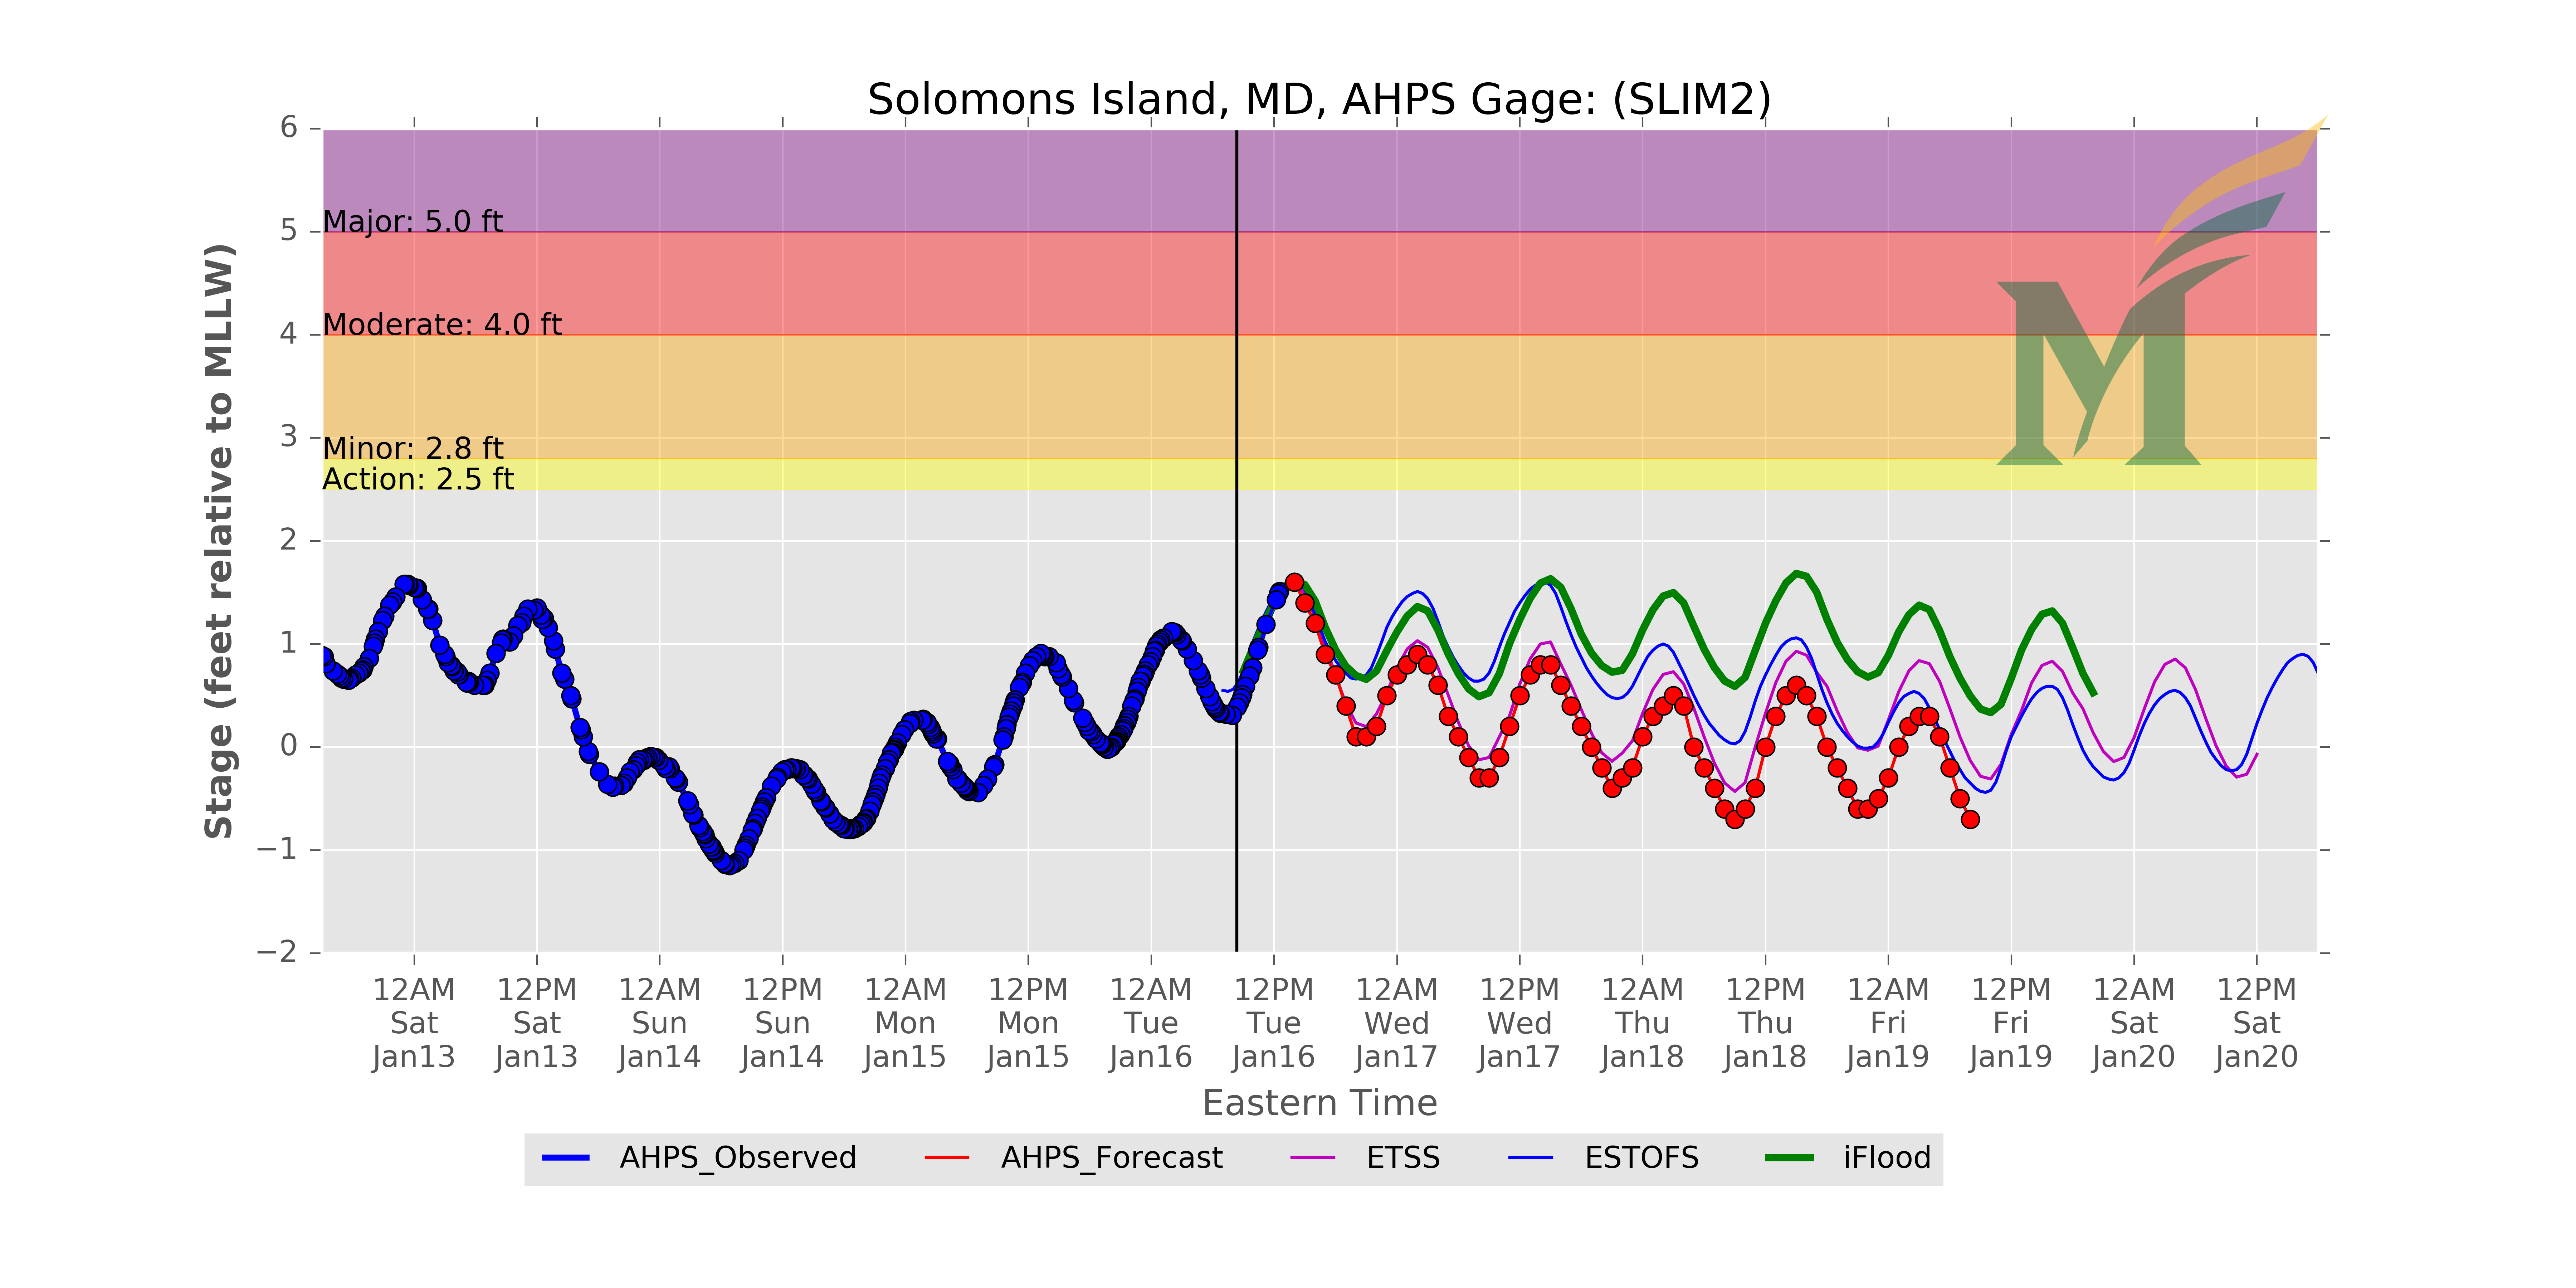 Solomons Island, MD, AHPS Gage: (SLIM2)
Stage (feet relative to MLLW)
6
5
4
3
2
1
0
−1
−2
Major: 5.0 ft
Moderate: 4.0 ft
Minor: 2.8 ft
Action: 2.5 ft
M
12AM 12PM 12AM 12PM 12AM 12PM 12AM 12PM 12AM 12PM 12AM 12PM 12AM 12PM 12AM 12PM
Sat Sat Sun Sun Mon Mon Tue Tue Wed Wed Thu Thu Fri Fri Sat Sat
Jan13 Jan13 Jan14 Jan14 Jan15 Jan15 Jan16 Jan16 Jan17 Jan17 Jan18 Jan18 Jan19 Jan19 Jan20 Jan20
Eastern Time
AHPS_Observed AHPS_Forecast ETSS ESTOFS iFlood